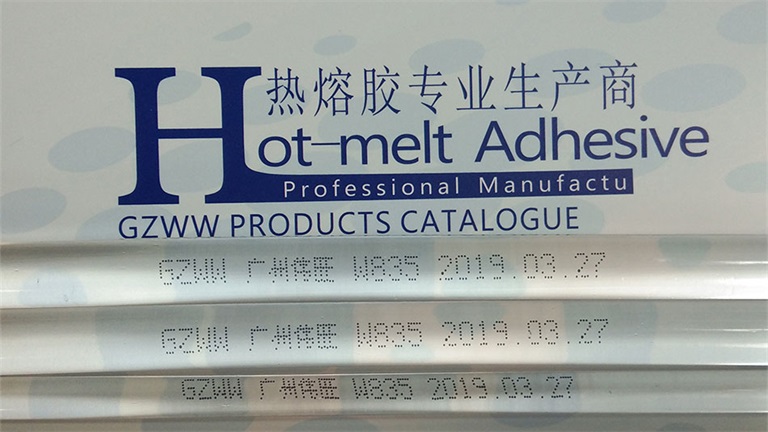 热熔胶专业生产商
Hot-melt Adhesive
Professional Manufactu
GZWW PRODUCTS CATALOGUE
GZWW 广州伟旺 W835 2019.03.27
GZWW 广州伟旺 W835 2019.03.27
GZWW 广州伟旺 W835 2019.03.27